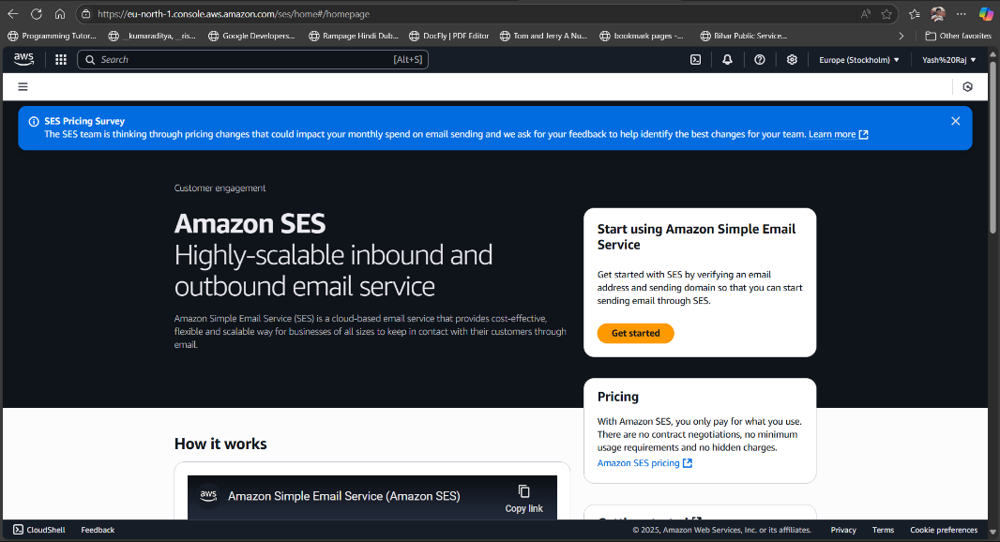 https://eu-north-1.console.aws.amazon.com/ses/home#/homepage
Programming Tutor...
__kumaraditya,__ris...
Google Developers...
Rampage Hindi Dub...
DocFly | PDF Editor
Tom and Jerry A Nu...
bookmark pages -...
Bihar Public Service...
Other favorites
aws
Search
[Alt+S]
Europe (Stockholm)
Yash%20Raj
SES Pricing Survey
The SES team is thinking through pricing changes that could impact your monthly spend on email sending and we ask for your feedback to help identify the best changes for your team. Learn more
Customer engagement
Amazon SES
Highly-scalable inbound and
outbound email service
Amazon Simple Email Service (SES) is a cloud-based email service that provides cost-effective,
flexible and scalable way for businesses of all sizes to keep in contact with their customers through
email.
Start using Amazon Simple Email
Service
Get started with SES by verifying an email
address and sending domain so that you can start
sending email through SES.
Get started
Pricing
With Amazon SES, you only pay for what you use.
There are no contract negotiations, no minimum
usage requirements and no hidden charges.
Amazon SES pricing
How it works
aws
Amazon Simple Email Service (Amazon SES)
Copy link
CloudShell
Feedback
© 2025, Amazon Web Services, Inc. or its affiliates.
Privacy
Terms
Cookie preferences